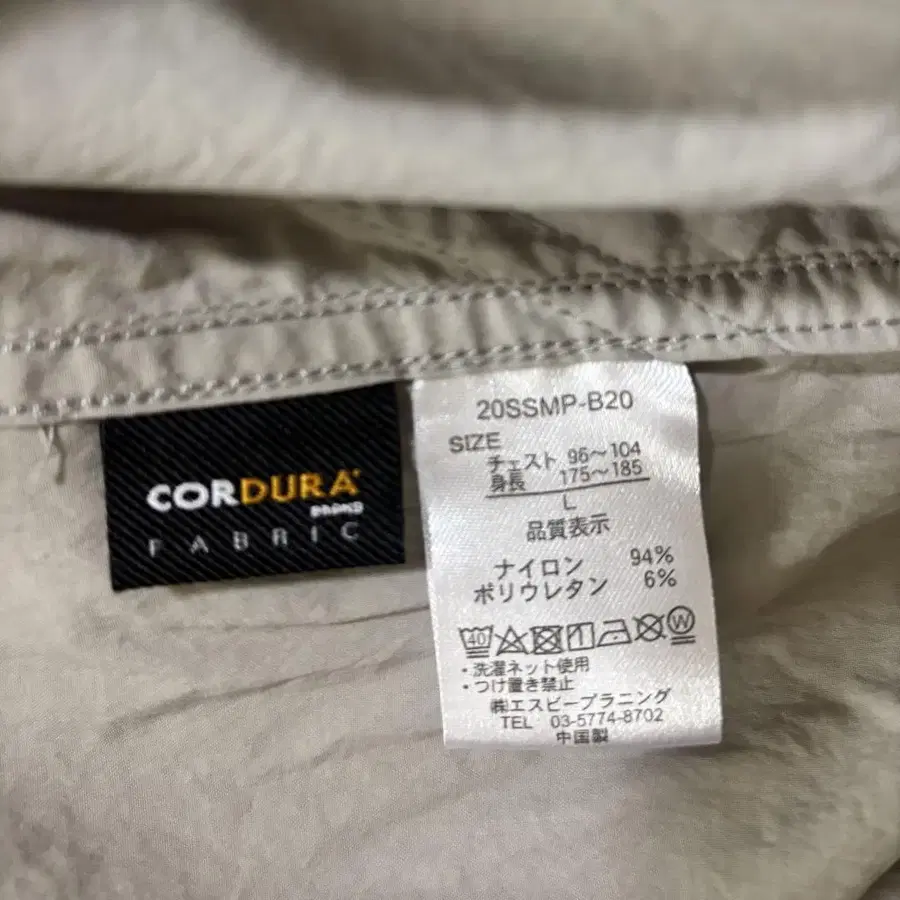 CORDURA
BRAND
FABRIC
20SSMP-B20
SIZE
チェスト 96～104
身長 175～185
L
品質表示
ナイロン 94%
ポリウレタン 6%
40 W
・洗濯ネット使用
・つけ置き禁止
㈱エスピープラニング
TEL 03-5774-8702
中国製